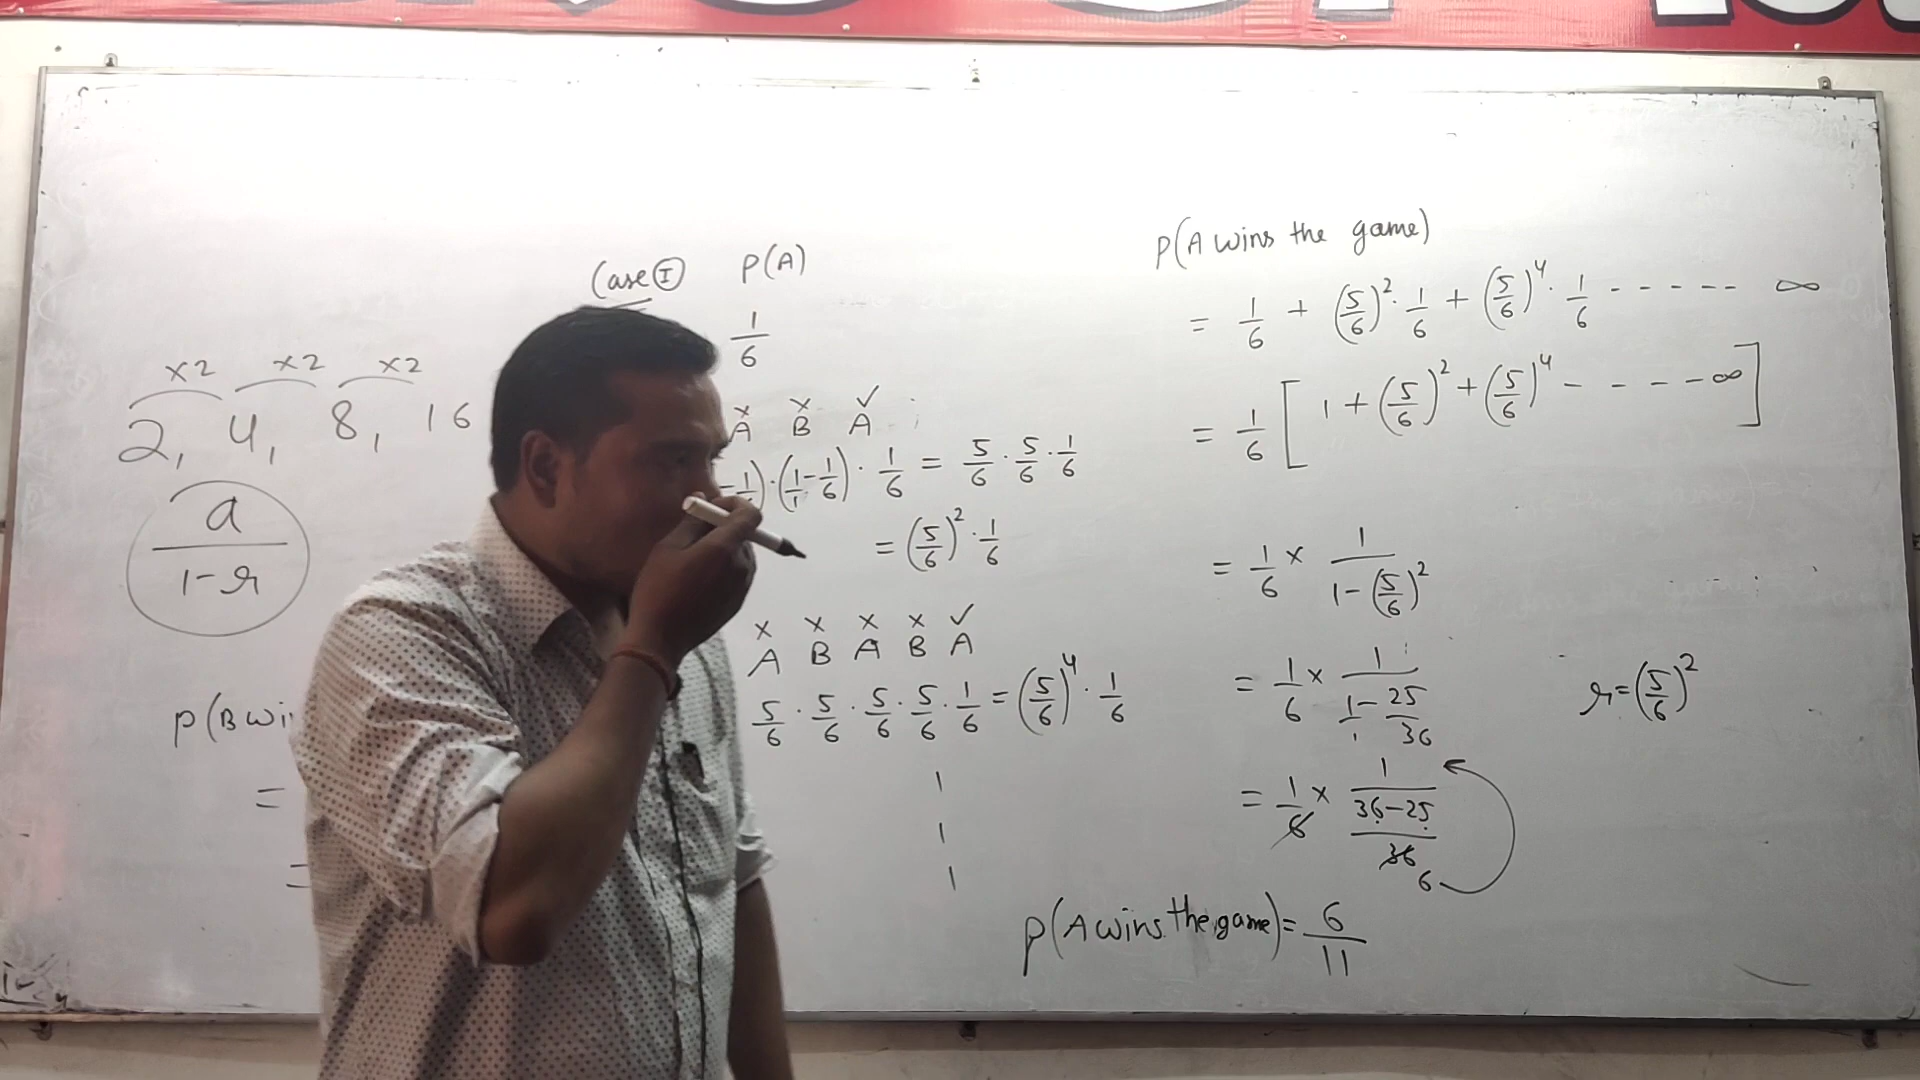 Case I P(A)
1/6
×2 ×2 ×2
2, 4, 8, 16
a/(1-r)
P(B wi
=
=
× × ✓
A B A
1/6)·(1/1-1/6)·1/6 = 5/6·5/6·1/6
= (5/6)²·1/6
× × × × ✓
A B A B A
5/6·5/6·5/6·5/6·1/6 = (5/6)⁴·1/6
P(A wins the game)
= 1/6 + (5/6)²·1/6 + (5/6)⁴·1/6 ------ ∞
= 1/6 [1 + (5/6)² + (5/6)⁴ - - - - ∞]
= 1/6 × 1/(1-(5/6)²)
= 1/6 × 1/(1/1 - 25/36)
r = (5/6)²
= 1/6 × 1/((36-25)/36)
6
P(A wins the game) = 6/11